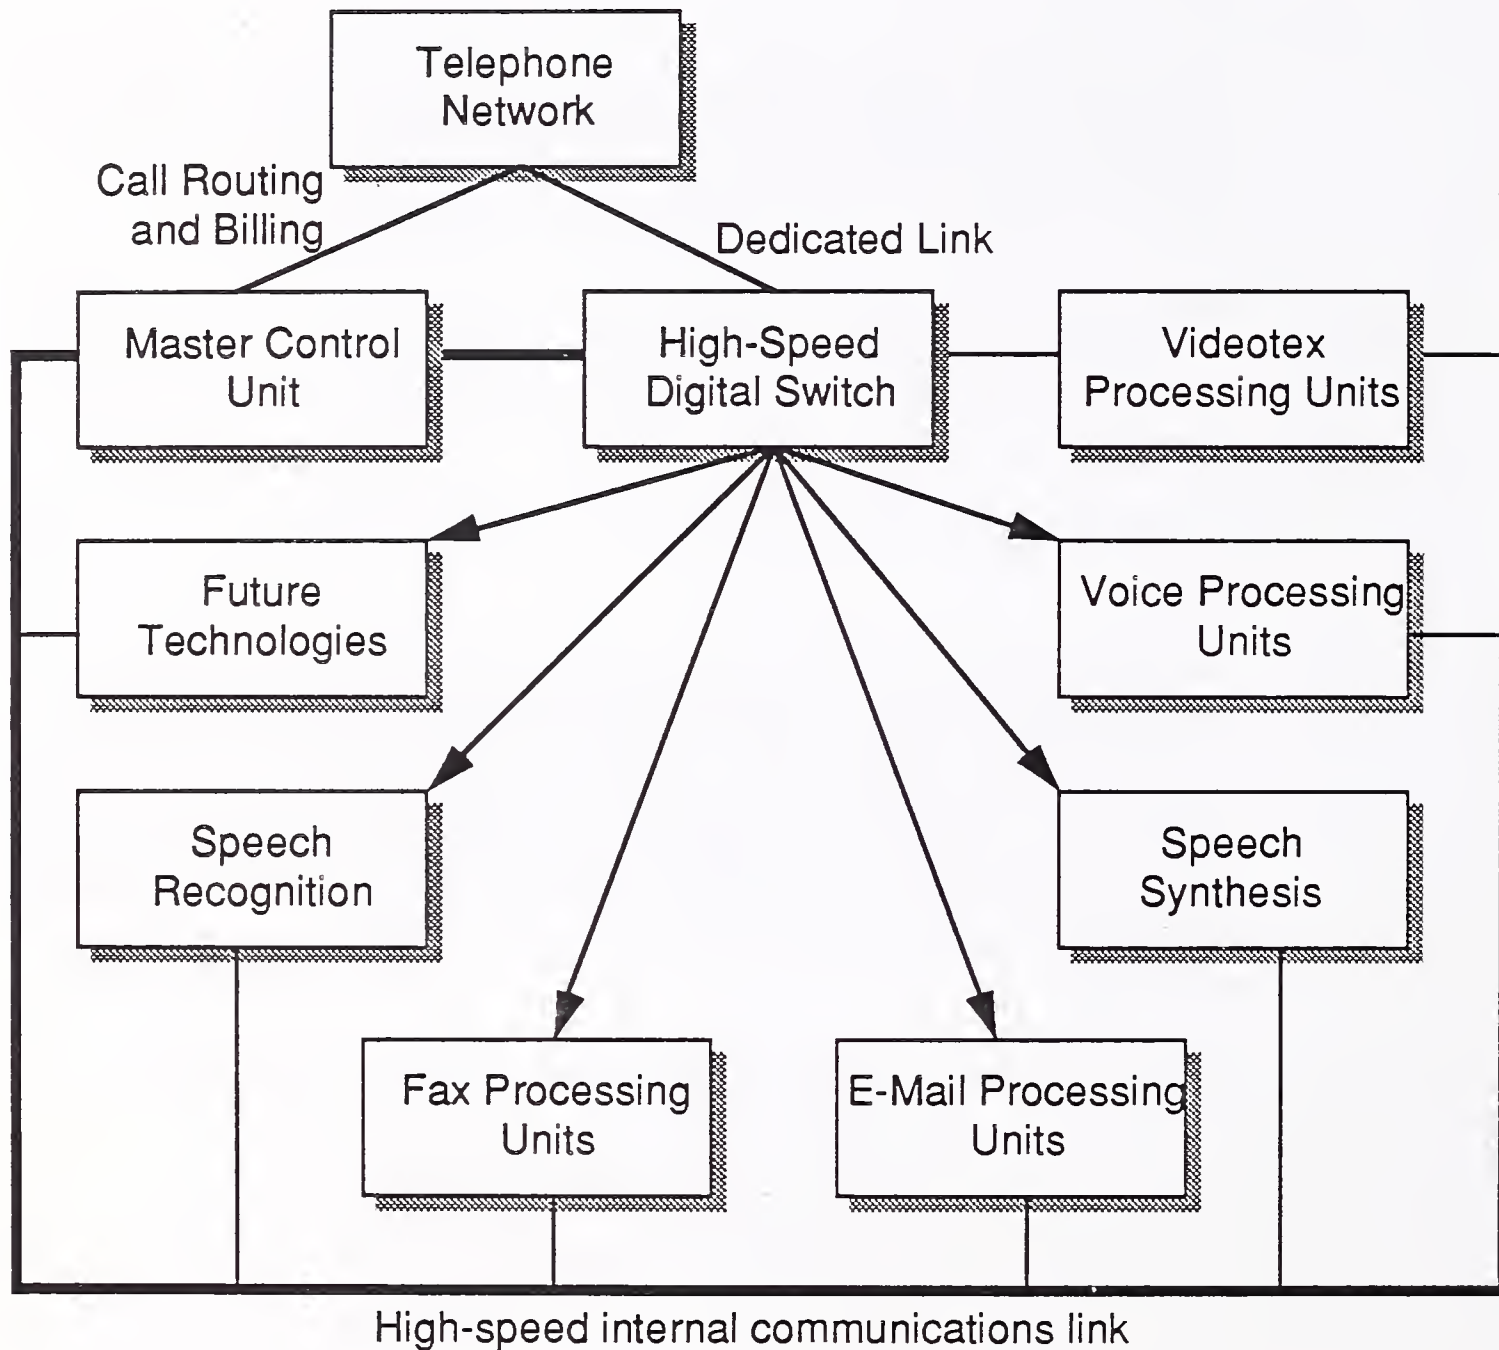 Telephone
Network
Call Routing
and Billing
Dedicated Link
Master Control
Unit
High-Speed
Digital Switch
Videotex
Processing Units
Future
Technologies
Voice Processing
Units
Speech
Recognition
Speech
Synthesis
Fax Processing
Units
E-Mail Processing
Units
High-speed internal communications link